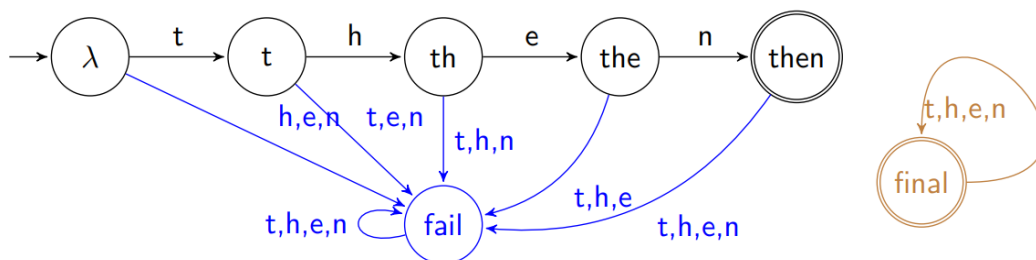 t h e n
λ t th the then
h,e,n t,e,n t,h,n t,h,e,n
final
t,h,e,n fail t,h,e t,h,e,n